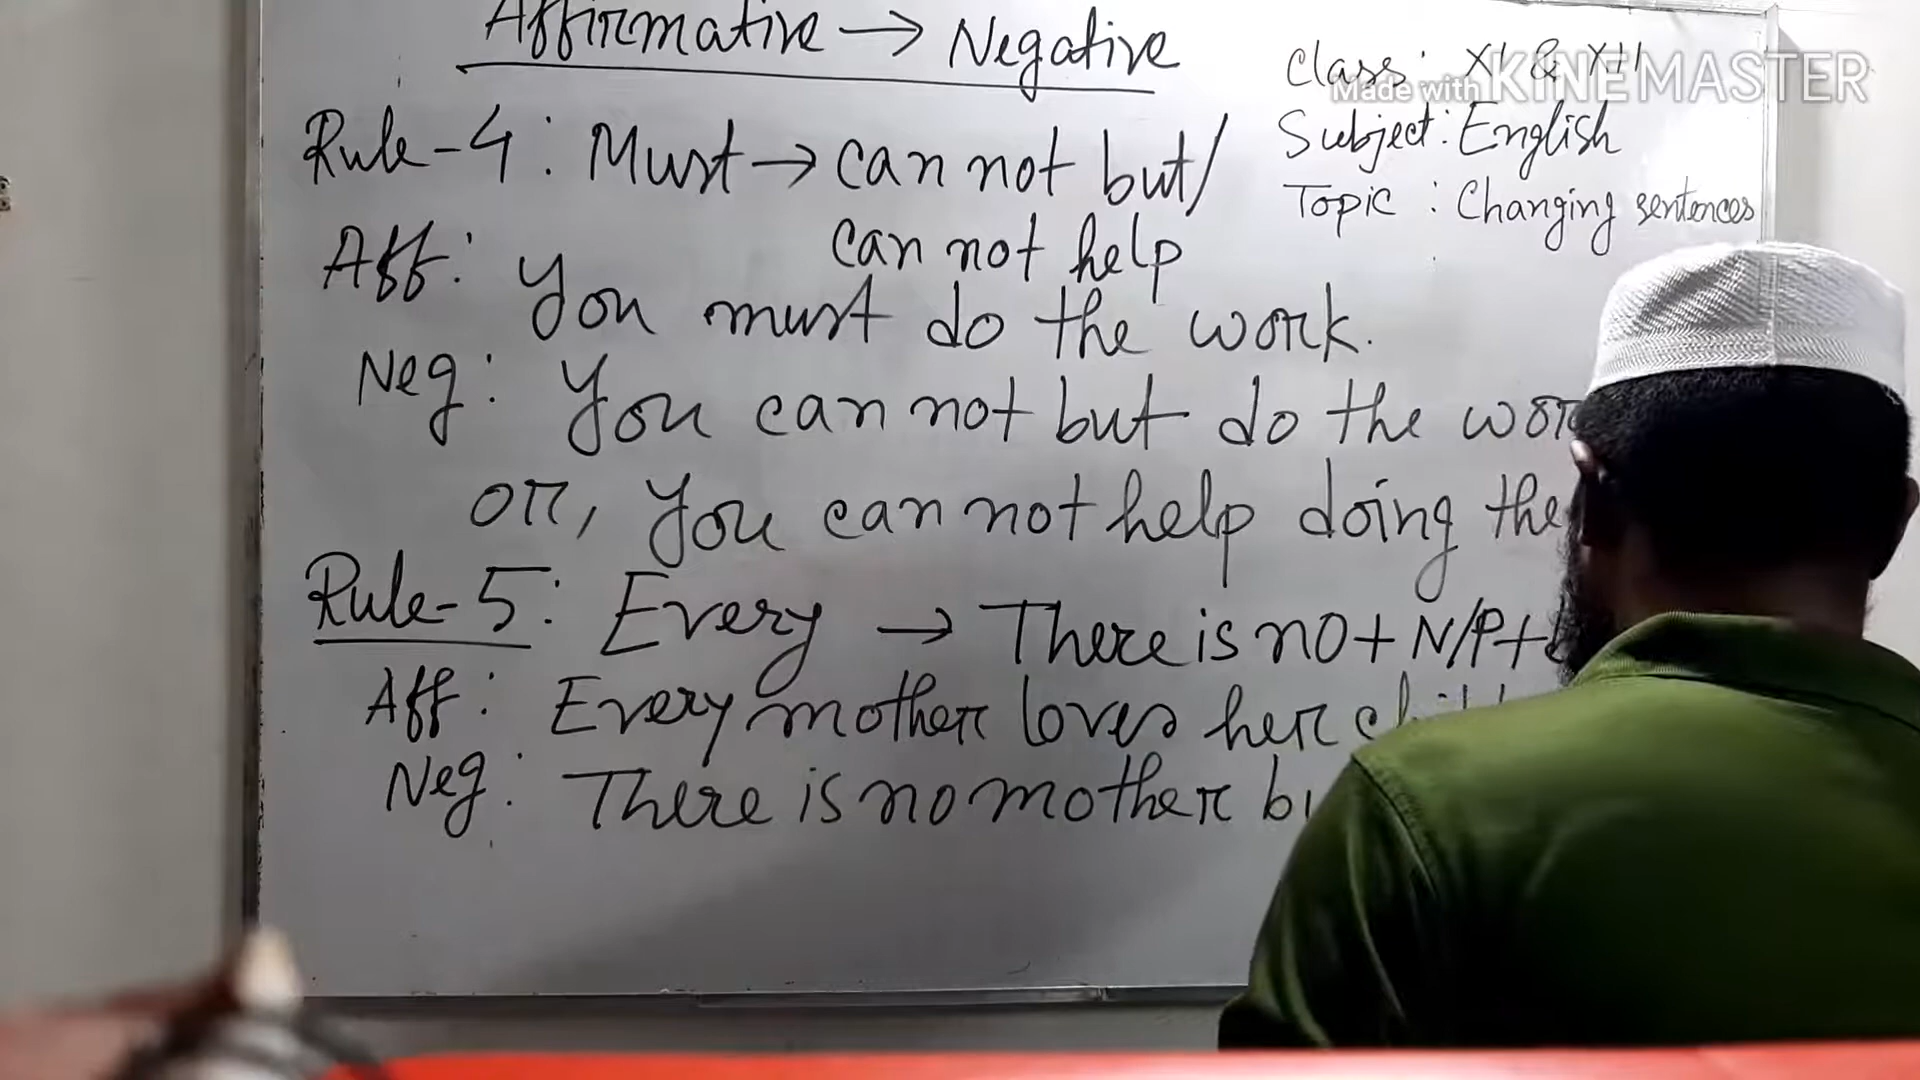 Affirmative → Negative
Class: XI & XII
Made with KINEMASTER
Subject: English
Topic: Changing sentences
Rule-4: Must → can not but/
can not help
Aff: You must do the work.
Neg: You can not but do the
or, You can not help doing the
Rule-5: Every → There is no + N/P +
Aff: Every mother loves her
Neg: There is no mother